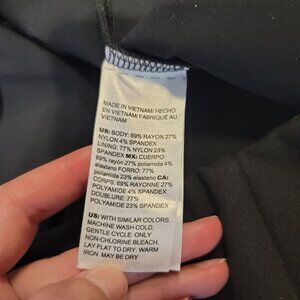 MADE IN VIETNAM/ HECHO
EN VIETNAM/ FABRIQUÉ AU
VIETNAM
US: BODY: 69% RAYON 27%
NYLON 4% SPANDEX
LINING: 77% NYLON 23%
SPANDEX MX: CUERPO:
69% rayón 27% poliamida 4%
elastano FORRO: 77%
poliamida 23% elastano CA:
CORPS: 69% RAYONNE 27%
POLYAMIDE 4% SPANDEX
DOUBLURE: 77%
POLYAMIDE 23% SPANDEX
US: WITH SIMILAR COLORS.
MACHINE WASH COLD,
GENTLE CYCLE. ONLY
NON-CHLORINE BLEACH.
LAY FLAT TO DRY. WARM
IRON. MAY BE DRY